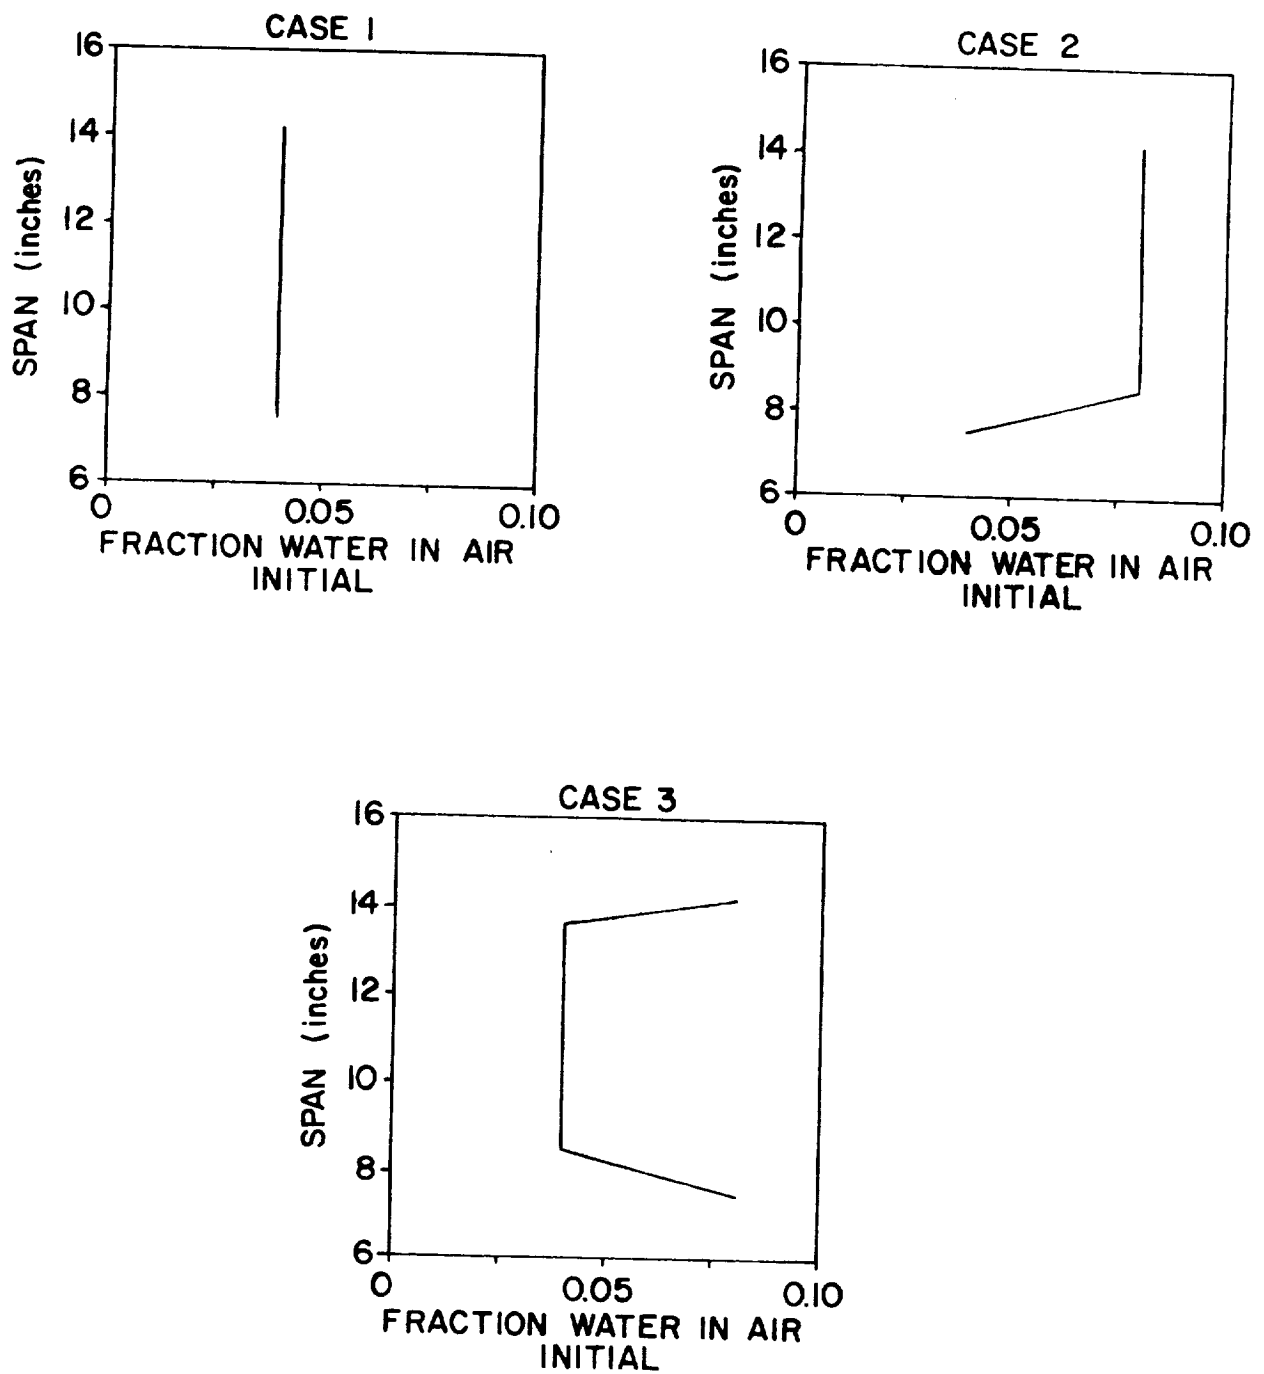 CASE 1
16
14
12
10
8
6
SPAN (inches)
0 0.05 0.10
FRACTION WATER IN AIR
INITIAL
CASE 2
16
14
12
10
8
6
SPAN (inches)
0 0.05 0.10
FRACTION WATER IN AIR
INITIAL
CASE 3
16
14
12
10
8
6
SPAN (inches)
0 0.05 0.10
FRACTION WATER IN AIR
INITIAL